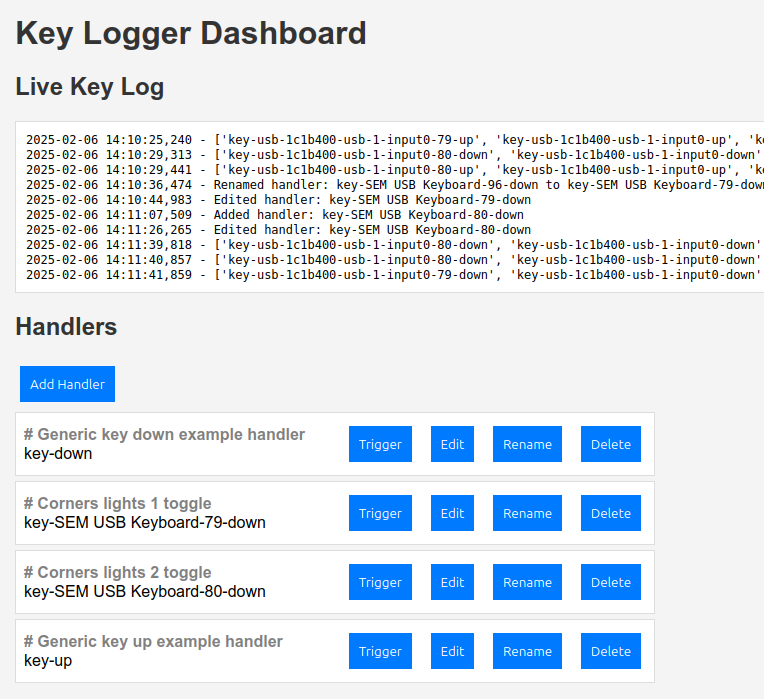 Key Logger Dashboard
Live Key Log
2025-02-06 14:10:25,240 - ['key-usb-1c1b400-usb-1-input0-79-up', 'key-usb-1c1b400-usb-1-input0-up', 'k
2025-02-06 14:10:29,313 - ['key-usb-1c1b400-usb-1-input0-80-down', 'key-usb-1c1b400-usb-1-input0-down'
2025-02-06 14:10:29,441 - ['key-usb-1c1b400-usb-1-input0-80-up', 'key-usb-1c1b400-usb-1-input0-up', 'k
2025-02-06 14:10:36,474 - Renamed handler: key-SEM USB Keyboard-96-down to key-SEM USB Keyboard-79-down
2025-02-06 14:10:44,983 - Edited handler: key-SEM USB Keyboard-79-down
2025-02-06 14:11:07,509 - Added handler: key-SEM USB Keyboard-80-down
2025-02-06 14:11:26,265 - Edited handler: key-SEM USB Keyboard-80-down
2025-02-06 14:11:39,818 - ['key-usb-1c1b400-usb-1-input0-80-down', 'key-usb-1c1b400-usb-1-input0-down'
2025-02-06 14:11:40,857 - ['key-usb-1c1b400-usb-1-input0-80-down', 'key-usb-1c1b400-usb-1-input0-down'
2025-02-06 14:11:41,859 - ['key-usb-1c1b400-usb-1-input0-79-down', 'key-usb-1c1b400-usb-1-input0-down'
Handlers
Add Handler
# Generic key down example handler
key-down
Trigger Edit Rename Delete
# Corners lights 1 toggle
key-SEM USB Keyboard-79-down
Trigger Edit Rename Delete
# Corners lights 2 toggle
key-SEM USB Keyboard-80-down
Trigger Edit Rename Delete
# Generic key up example handler
key-up
Trigger Edit Rename Delete